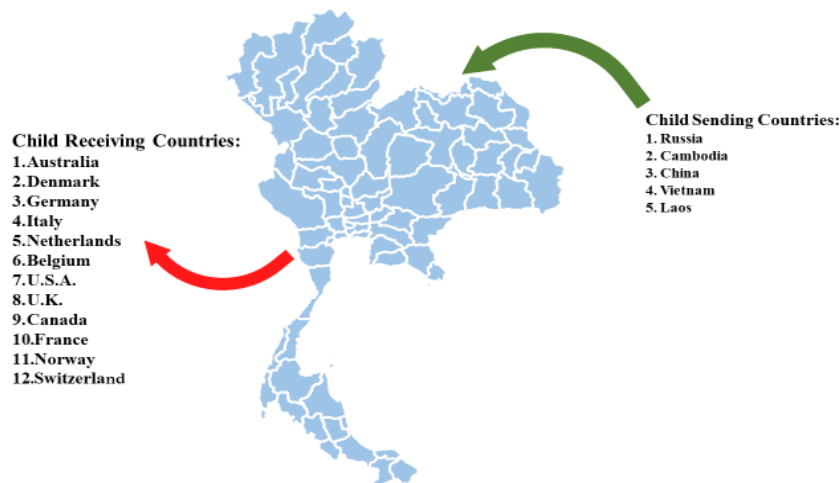 Child Receiving Countries:
1.Australia
2.Denmark
3.Germany
4.Italy
5.Netherlands
6.Belgium
7.U.S.A.
8.U.K.
9.Canada
10.France
11.Norway
12.Switzerland
Child Sending Countries:
1. Russia
2. Cambodia
3. China
4. Vietnam
5. Laos